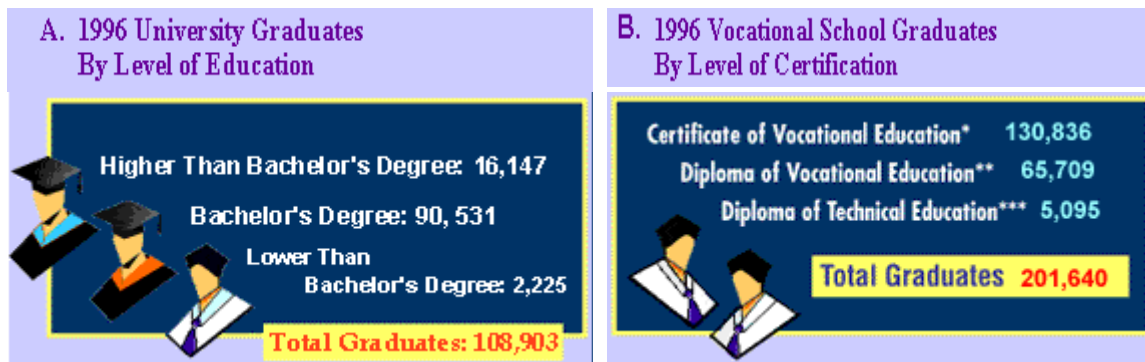 A. 1996 University Graduates
By Level of Education
Higher Than Bachelor's Degree: 16,147
Bachelor's Degree: 90, 531
Lower Than
Bachelor's Degree: 2,225
Total Graduates: 108,903
B. 1996 Vocational School Graduates
By Level of Certification
Certificate of Vocational Education* 130,836
Diploma of Vocational Education** 65,709
Diploma of Technical Education*** 5,095
Total Graduates 201,640